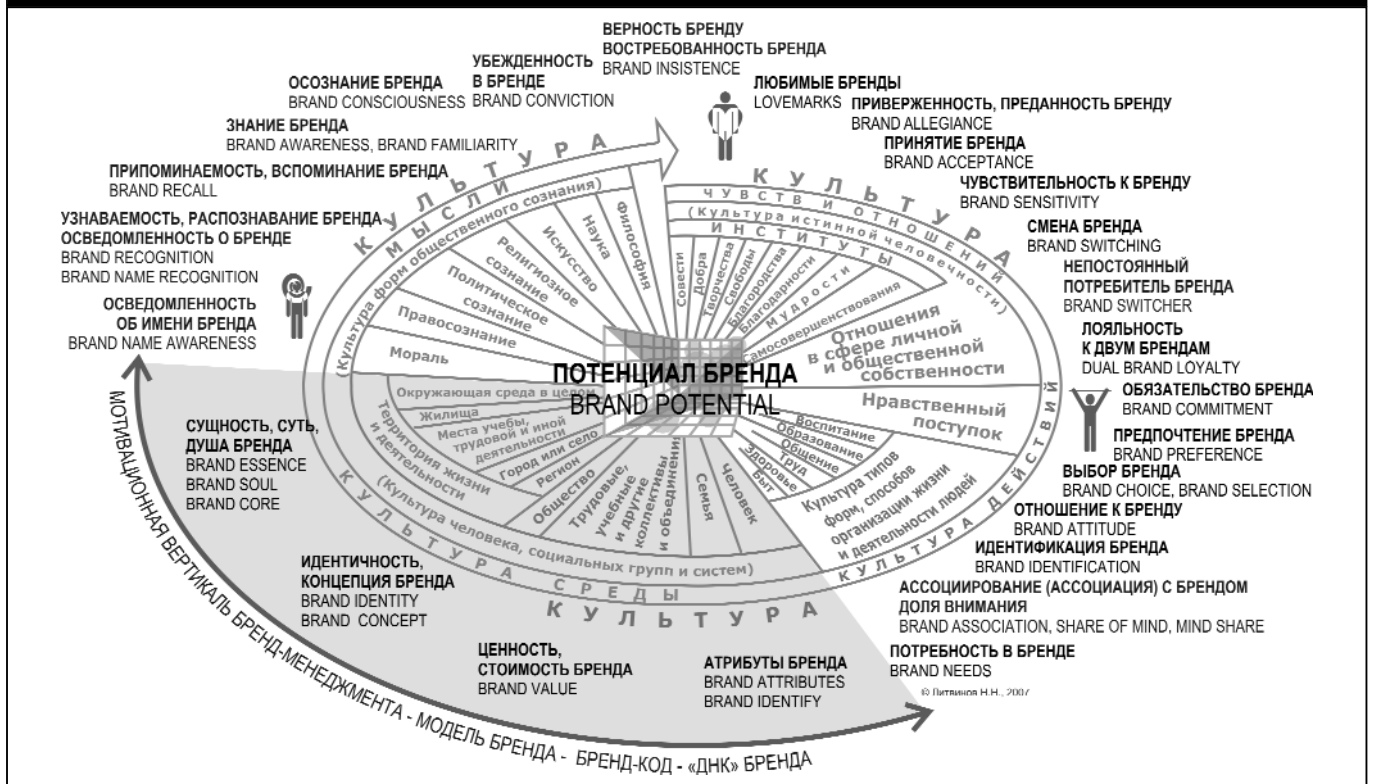 ВЕРНОСТЬ БРЕНДУ
ВОСТРЕБОВАННОСТЬ БРЕНДА
BRAND INSISTENCE
УБЕЖДЕННОСТЬ
В БРЕНДЕ
BRAND CONVICTION
ОСОЗНАНИЕ БРЕНДА
BRAND CONSCIOUSNESS
ЗНАНИЕ БРЕНДА
BRAND AWARENESS, BRAND FAMILIARITY
ПРИПОМИНАЕМОСТЬ, ВСПОМИНАНИЕ БРЕНДА
BRAND RECALL
УЗНАВАЕМОСТЬ, РАСПОЗНАВАНИЕ БРЕНДА
ОСВЕДОМЛЕННОСТЬ О БРЕНДЕ
BRAND RECOGNITION
BRAND NAME RECOGNITION
ОСВЕДОМЛЕННОСТЬ
ОБ ИМЕНИ БРЕНДА
BRAND NAME AWARENESS
ЛЮБИМЫЕ БРЕНДЫ
LOVEMARKS
ПРИВЕРЖЕННОСТЬ, ПРЕДАННОСТЬ БРЕНДУ
BRAND ALLEGIANCE
ПРИНЯТИЕ БРЕНДА
BRAND ACCEPTANCE
ЧУВСТВИТЕЛЬНОСТЬ К БРЕНДУ
BRAND SENSITIVITY
СМЕНА БРЕНДА
BRAND SWITCHING
НЕПОСТОЯННЫЙ
ПОТРЕБИТЕЛЬ БРЕНДА
BRAND SWITCHER
ЛОЯЛЬНОСТЬ
К ДВУМ БРЕНДАМ
DUAL BRAND LOYALTY
ОБЯЗАТЕЛЬСТВО БРЕНДА
BRAND COMMITMENT
ПРЕДПОЧТЕНИЕ БРЕНДА
BRAND PREFERENCE
ВЫБОР БРЕНДА
BRAND CHOICE, BRAND SELECTION
ОТНОШЕНИЕ К БРЕНДУ
BRAND ATTITUDE
ИДЕНТИФИКАЦИЯ БРЕНДА
BRAND IDENTIFICATION
АССОЦИИРОВАНИЕ (АССОЦИАЦИЯ) С БРЕНДОМ
ДОЛЯ ВНИМАНИЯ
BRAND ASSOCIATION, SHARE OF MIND, MIND SHARE
ПОТРЕБНОСТЬ В БРЕНДЕ
BRAND NEEDS
© Литвинов Н.Н., 2007
КУЛЬТУРА
МЫСЛИ
(Культура форм общественного сознания)
Философия
Наука
Искусство
Религиозное
сознание
Политическое
сознание
Правосознание
Мораль
КУЛЬТУРА
ЧУВСТВ И ОТНОШЕНИЙ
(Культура истинной человечности)
ИНСТИТУТЫ
Совести
Добра
Творчества
Свободы
Благородства
Благодарности
Мудрости
Самосовершенствования
Отношения
в сфере личной
и общественной
собственности
Нравственный
поступок
Воспитание
Образование
Общение
Труд
Здоровье
Быт
Культура типов
форм, способов
организации жизни
и деятельности людей
КУЛЬТУРА ДЕЙСТВИЙ
ПОТЕНЦИАЛ БРЕНДА
BRAND POTENTIAL
Окружающая среда в целом
Жилища
Места учебы,
трудовой и иной
деятельности
Город или село
Регион
территории жизни
и деятельности
Общество
Трудовые,
учебные
и другие
коллективы
и объединения
Семья
Человек
(Культура человека, социальных групп и систем)
КУЛЬТУРА СРЕДЫ
КУЛЬТУРА
СУЩНОСТЬ, СУТЬ,
ДУША БРЕНДА
BRAND ESSENCE
BRAND SOUL
BRAND CORE
ИДЕНТИЧНОСТЬ,
КОНЦЕПЦИЯ БРЕНДА
BRAND IDENTITY
BRAND CONCEPT
ЦЕННОСТЬ,
СТОИМОСТЬ БРЕНДА
BRAND VALUE
АТРИБУТЫ БРЕНДА
BRAND ATTRIBUTES
BRAND IDENTIFY
МОТИВАЦИОННАЯ ВЕРТИКАЛЬ БРЕНД-МЕНЕДЖМЕНТА - МОДЕЛЬ БРЕНДА - БРЕНД-КОД - «ДНК» БРЕНДА